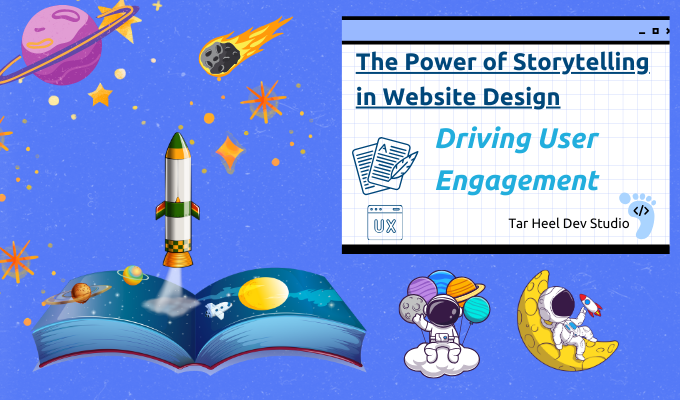 The Power of Storytelling
in Website Design
Driving User
Engagement
A
UX
</>
Tar Heel Dev Studio